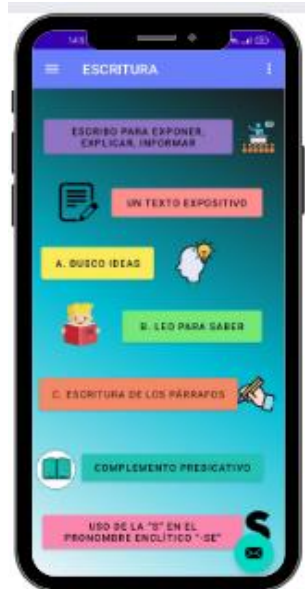 ESCRITURA
ESCRIBO PARA EXPONER,
EXPLICAR, INFORMAR
UN TEXTO EXPOSITIVO
A. BUSCO IDEAS
B. LEO PARA SABER
C. ESCRITURA DE LOS PÁRRAFOS
COMPLEMENTO PREDICATIVO
USO DE LA "S" EN EL
PRONOMBRE ENCLÍTICO "-SE"
S